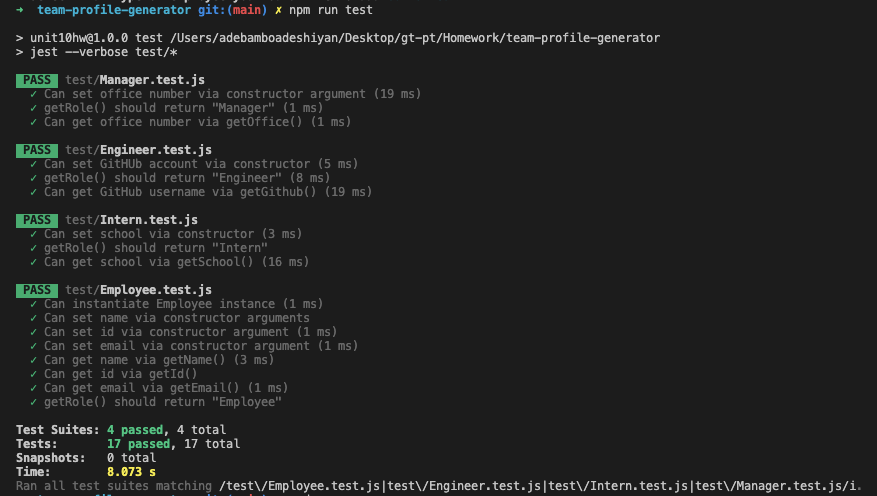 ➜ team-profile-generator git:(main) ✗ npm run test
> unit10hw@1.0.0 test /Users/adebamboadeshiyan/Desktop/gt-pt/Homework/team-profile-generator
> jest --verbose test/*
PASS test/Manager.test.js
✓ Can set office number via constructor argument (19 ms)
✓ getRole() should return "Manager" (1 ms)
✓ Can get office number via getOffice() (1 ms)
PASS test/Engineer.test.js
✓ Can set GitHUb account via constructor (5 ms)
✓ getRole() should return "Engineer" (8 ms)
✓ Can get GitHub username via getGithub() (19 ms)
PASS test/Intern.test.js
✓ Can set school via constructor (3 ms)
✓ getRole() should return "Intern"
✓ Can get school via getSchool() (16 ms)
PASS test/Employee.test.js
✓ Can instantiate Employee instance (1 ms)
✓ Can set name via constructor arguments
✓ Can set id via constructor argument (1 ms)
✓ Can set email via constructor argument (1 ms)
✓ Can get name via getName() (3 ms)
✓ Can get id via getId()
✓ Can get email via getEmail() (1 ms)
✓ getRole() should return "Employee"
Test Suites: 4 passed, 4 total
Tests: 17 passed, 17 total
Snapshots: 0 total
Time: 8.073 s
Ran all test suites matching /test\/Employee.test.js|test\/Engineer.test.js|test\/Intern.test.js|test\/Manager.test.js/i.